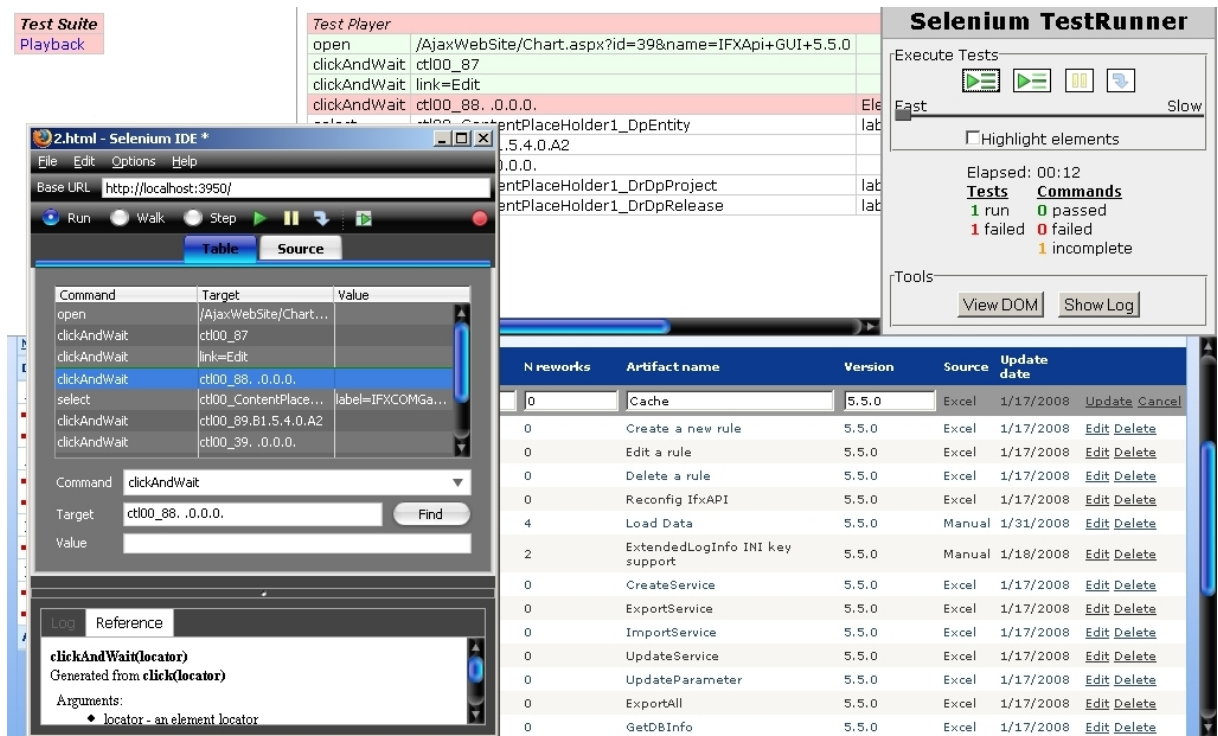 Test Suite
Playback
Test Player
open /AjaxWebSite/Chart.aspx?id=39&name=IFXApi+GUI+5.5.0
clickAndWait ctl00_87
clickAndWait link=Edit
clickAndWait ctl00_88. .0.0.0. Ele
select ctl00_ContentPlaceHolder1_DpEntity lab
.5.4.0.A2
.0.0.
entPlaceHolder1_DrDpProject lab
entPlaceHolder1_DrDpRelease lab
Selenium TestRunner
Execute Tests
Fast Slow
Highlight elements
Elapsed: 00:12
Tests Commands
1 run 0 passed
1 failed 0 failed
1 incomplete
Tools
View DOM Show Log
2.html - Selenium IDE *
File Edit Options Help
Base URL http://localhost:3950/
Run Walk Step
Table Source
Command Target Value
open /AjaxWebSite/Chart...
clickAndWait ctl00_87
clickAndWait link=Edit
clickAndWait ctl00_88. .0.0.0.
select ctl00_ContentPlace... label=IFXCOMGa...
clickAndWait ctl00_89.B1.5.4.0.A2
clickAndWait ctl00_39. .0.0.0.
Command clickAndWait
Target ctl00_88. .0.0.0. Find
Value
Log Reference
clickAndWait(locator)
Generated from click(locator)
Arguments:
locator - an element locator
N reworks Artifact name Version Source Update date
0 Cache 5.5.0 Excel 1/17/2008 Update Cancel
0 Create a new rule 5.5.0 Excel 1/17/2008 Edit Delete
0 Edit a rule 5.5.0 Excel 1/17/2008 Edit Delete
0 Delete a rule 5.5.0 Excel 1/17/2008 Edit Delete
0 Reconfig IfxAPI 5.5.0 Excel 1/17/2008 Edit Delete
4 Load Data 5.5.0 Manual 1/31/2008 Edit Delete
2 ExtendedLogInfo INI key support 5.5.0 Manual 1/18/2008 Edit Delete
0 CreateService 5.5.0 Excel 1/17/2008 Edit Delete
0 ExportService 5.5.0 Excel 1/17/2008 Edit Delete
0 ImportService 5.5.0 Excel 1/17/2008 Edit Delete
0 UpdateService 5.5.0 Excel 1/17/2008 Edit Delete
0 UpdateParameter 5.5.0 Excel 1/17/2008 Edit Delete
0 ExportAll 5.5.0 Excel 1/17/2008 Edit Delete
0 GetDBInfo 5.5.0 Excel 1/17/2008 Edit Delete